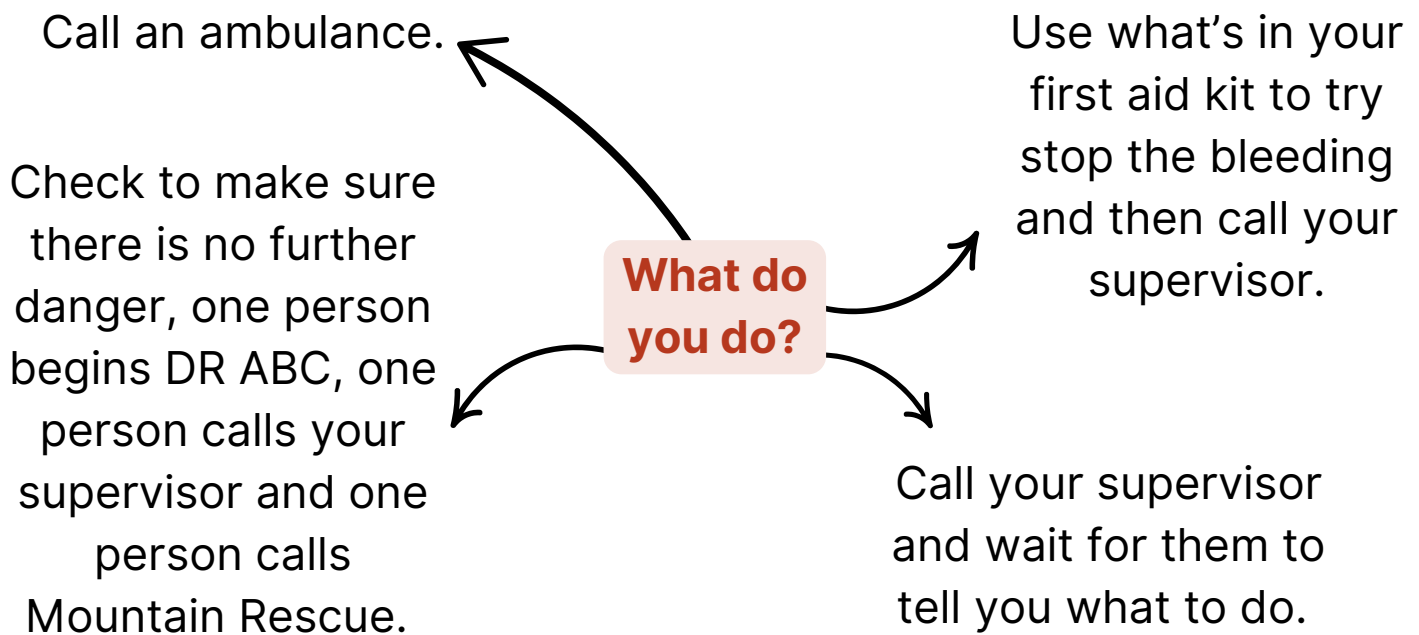 Call an ambulance.
Check to make sure
there is no further
danger, one person
begins DR ABC, one
person calls your
supervisor and one
person calls
Mountain Rescue.
What do
you do?
Use what’s in your
first aid kit to try
stop the bleeding
and then call your
supervisor.
Call your supervisor
and wait for them to
tell you what to do.